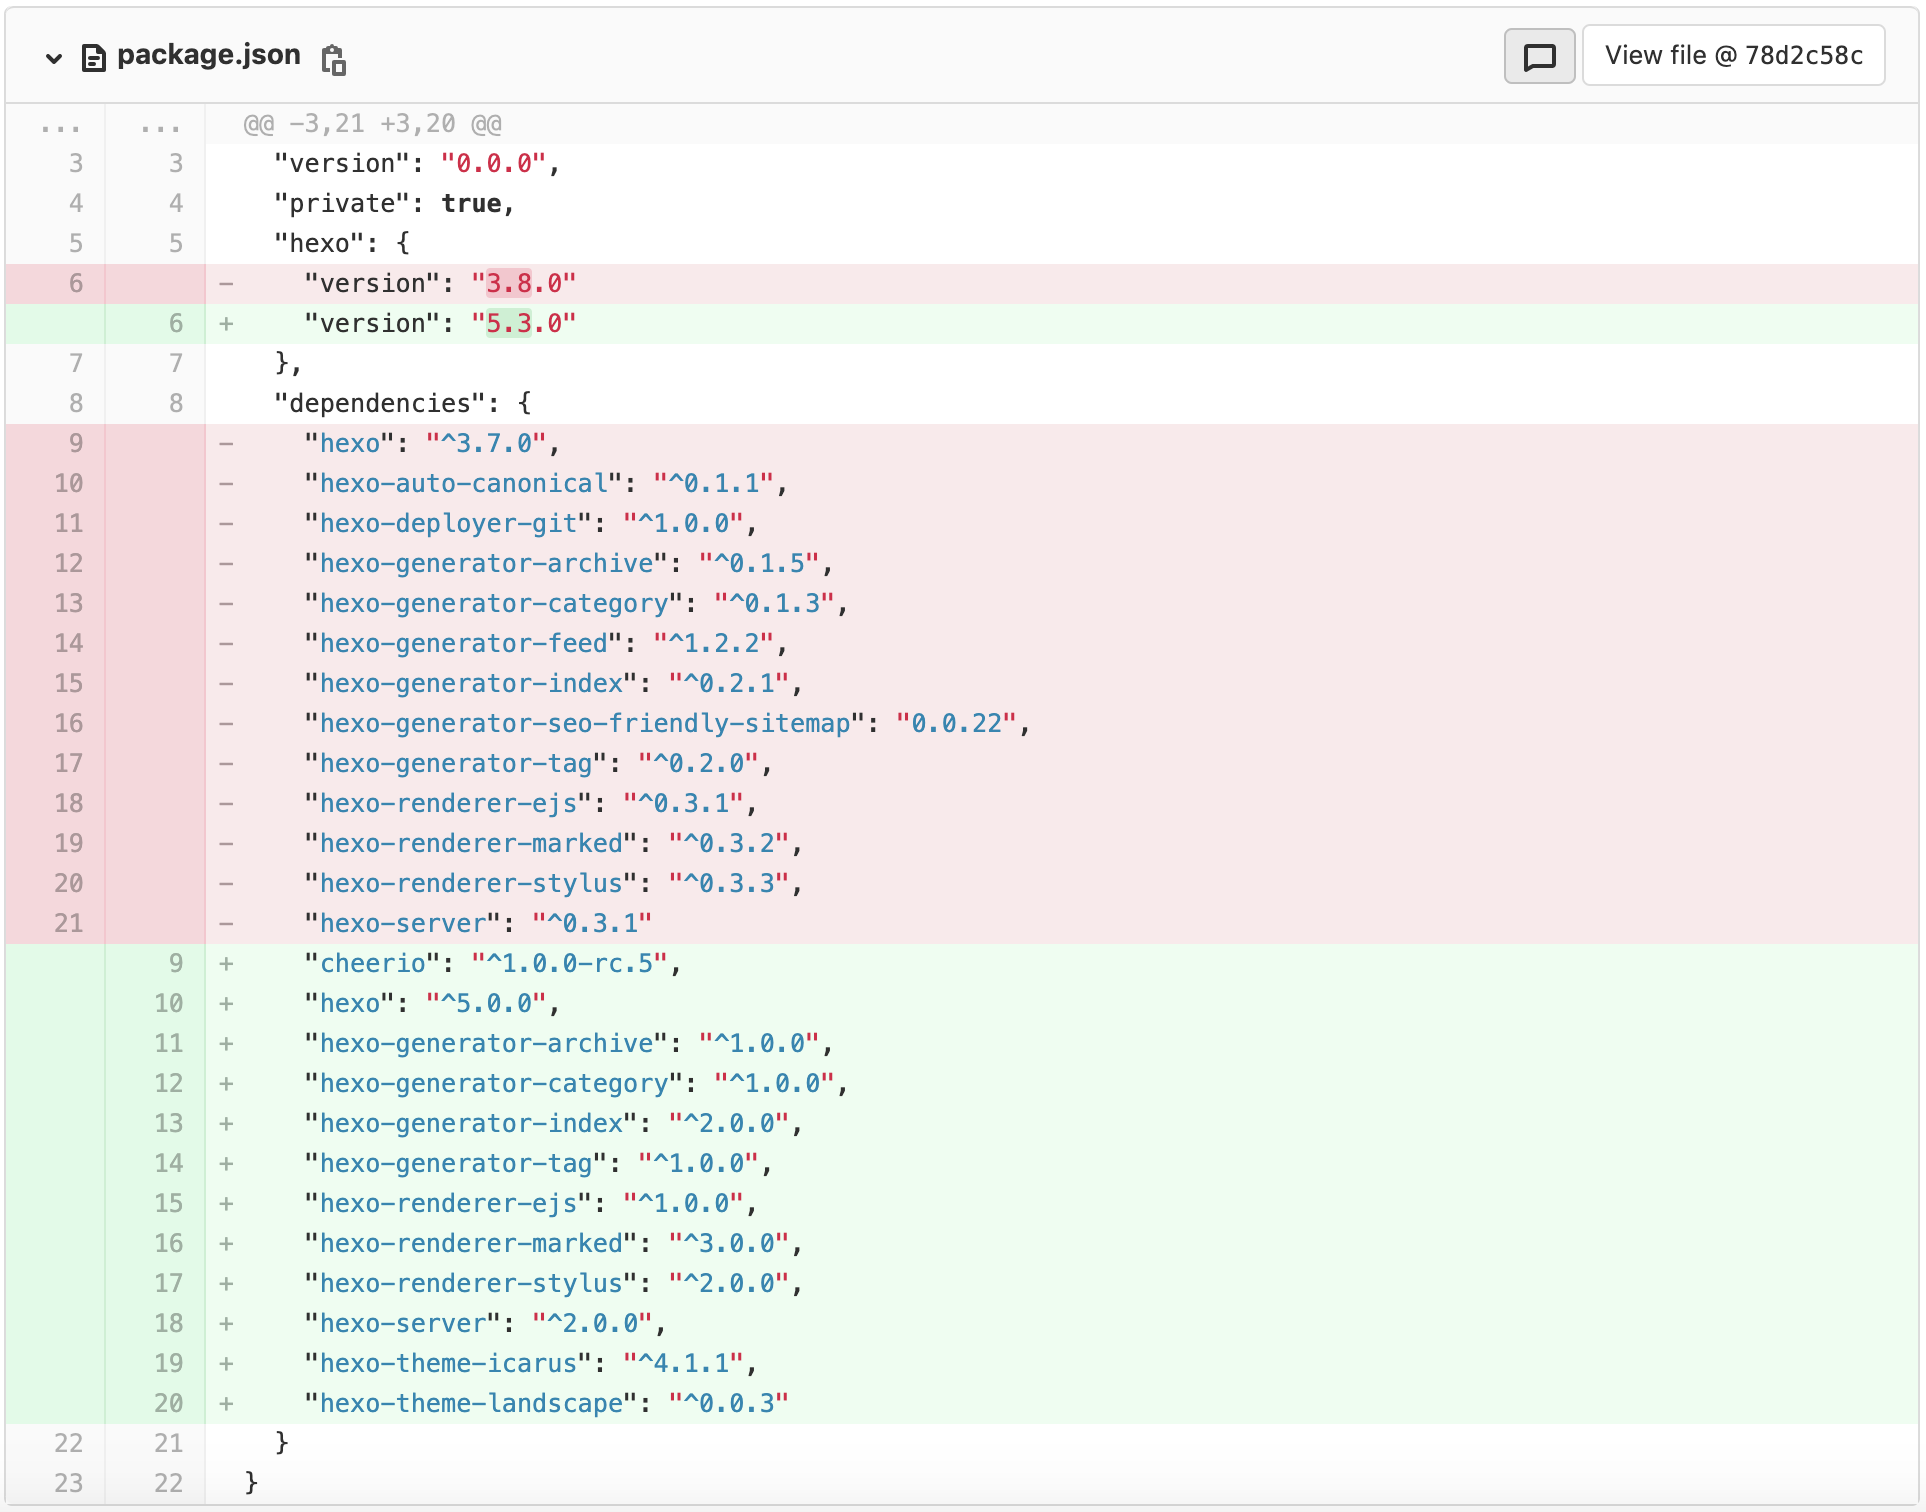 package.json View file @ 78d2c58c
... ... @@ -3,21 +3,20 @@
3 3 "version": "0.0.0",
4 4 "private": true,
5 5 "hexo": {
6 - "version": "3.8.0"
6 + "version": "5.3.0"
7 7 },
8 8 "dependencies": {
9 - "hexo": "^3.7.0",
10 - "hexo-auto-canonical": "^0.1.1",
11 - "hexo-deployer-git": "^1.0.0",
12 - "hexo-generator-archive": "^0.1.5",
13 - "hexo-generator-category": "^0.1.3",
14 - "hexo-generator-feed": "^1.2.2",
15 - "hexo-generator-index": "^0.2.1",
16 - "hexo-generator-seo-friendly-sitemap": "0.0.22",
17 - "hexo-generator-tag": "^0.2.0",
18 - "hexo-renderer-ejs": "^0.3.1",
19 - "hexo-renderer-marked": "^0.3.2",
20 - "hexo-renderer-stylus": "^0.3.3",
21 - "hexo-server": "^0.3.1"
9 + "cheerio": "^1.0.0-rc.5",
10 + "hexo": "^5.0.0",
11 + "hexo-generator-archive": "^1.0.0",
12 + "hexo-generator-category": "^1.0.0",
13 + "hexo-generator-index": "^2.0.0",
14 + "hexo-generator-tag": "^1.0.0",
15 + "hexo-renderer-ejs": "^1.0.0",
16 + "hexo-renderer-marked": "^3.0.0",
17 + "hexo-renderer-stylus": "^2.0.0",
18 + "hexo-server": "^2.0.0",
19 + "hexo-theme-icarus": "^4.1.1",
20 + "hexo-theme-landscape": "^0.0.3"
22 21 }
23 22 }